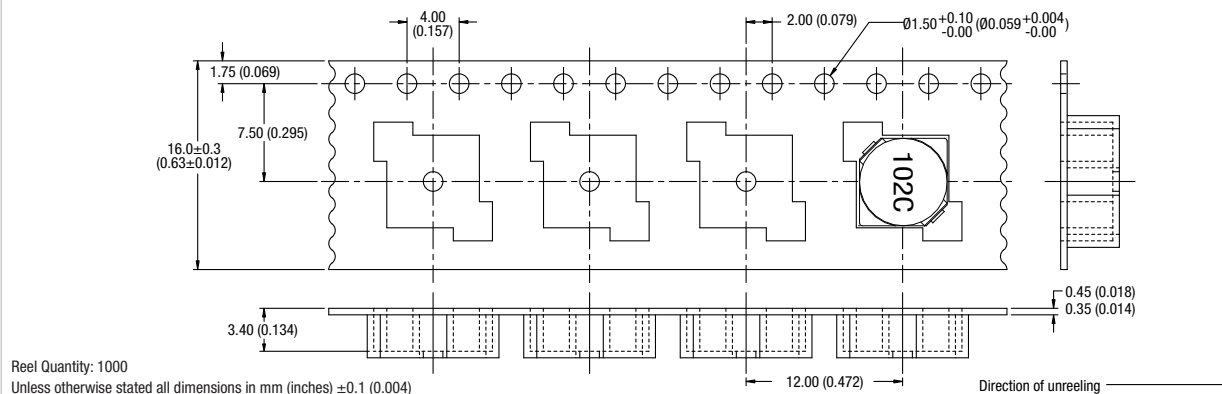 4.00
(0.157)
2.00 (0.079)
Ø1.50 +0.10 -0.00 (Ø0.059 +0.004 -0.00)
1.75 (0.069)
7.50 (0.295)
16.0±0.3
(0.63±0.012)
102C
0.45 (0.018)
0.35 (0.014)
3.40 (0.134)
12.00 (0.472)
Reel Quantity: 1000
Unless otherwise stated all dimensions in mm (inches) ±0.1 (0.004)
Direction of unreeling